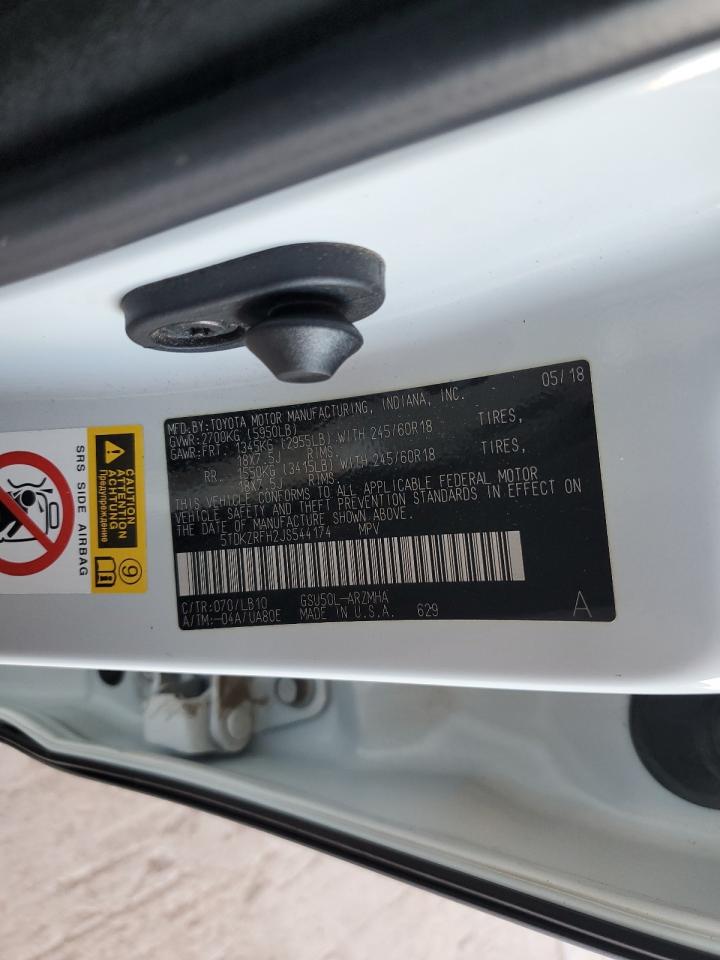 MFD.BY:TOYOTA MOTOR MANUFACTURING, INDIANA, INC. 05/18
GVWR:2700KG (5950LB)
GAWR:FRT. 1345KG (2955LB) WITH 245/60R18 TIRES,
18X7.5J RIMS.
RR. 1550KG (3415LB) WITH 245/60R18 TIRES,
18X7.5J RIMS.
THIS VEHICLE CONFORMS TO ALL APPLICABLE FEDERAL MOTOR
VEHICLE SAFETY AND THEFT PREVENTION STANDARDS IN EFFECT ON
THE DATE OF MANUFACTURE SHOWN ABOVE.
5TDKZRFH2JS544174 MPV
C/TR:070/LB10 GSU50L-ARZMHA
A/TM:-04A/UA80E MADE IN U.S.A. 629 A
SRS SIDE AIRBAG
CAUTION
ATTENTION
ACHTUNG
Предупреждение
9